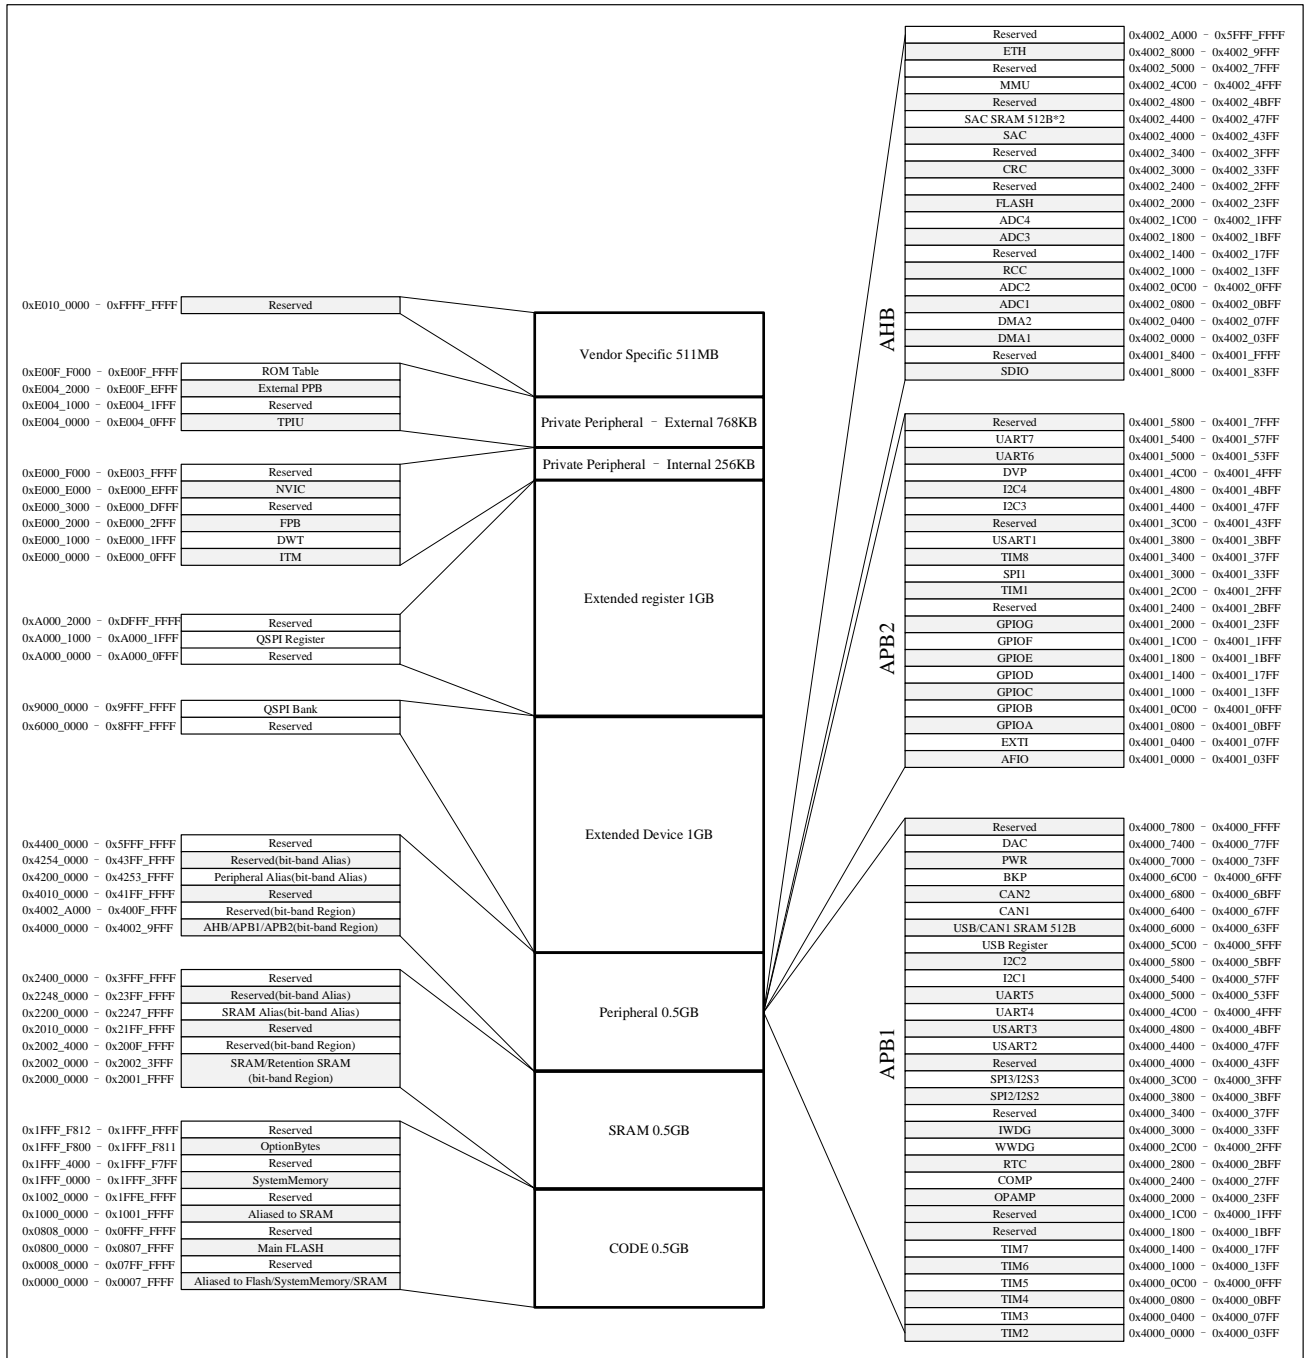 0xE010_0000 - 0xFFFF_FFFF Reserved
0xE00F_F000 - 0xE00F_FFFF ROM Table
0xE004_2000 - 0xE00F_EFFF External PPB
0xE004_1000 - 0xE004_1FFF Reserved
0xE004_0000 - 0xE004_0FFF TPIU
0xE000_F000 - 0xE003_FFFF Reserved
0xE000_E000 - 0xE000_EFFF NVIC
0xE000_3000 - 0xE000_DFFF Reserved
0xE000_2000 - 0xE000_2FFF FPB
0xE000_1000 - 0xE000_1FFF DWT
0xE000_0000 - 0xE000_0FFF ITM
0xA000_2000 - 0xDFFF_FFFF Reserved
0xA000_1000 - 0xA000_1FFF QSPI Register
0xA000_0000 - 0xA000_0FFF Reserved
0x9000_0000 - 0x9FFF_FFFF QSPI Bank
0x6000_0000 - 0x8FFF_FFFF Reserved
0x4400_0000 - 0x5FFF_FFFF Reserved
0x4254_0000 - 0x43FF_FFFF Reserved(bit-band Alias)
0x4200_0000 - 0x4253_FFFF Peripheral Alias(bit-band Alias)
0x4010_0000 - 0x41FF_FFFF Reserved
0x4002_A000 - 0x400F_FFFF Reserved(bit-band Region)
0x4000_0000 - 0x4002_9FFF AHB/APB1/APB2(bit-band Region)
0x2400_0000 - 0x3FFF_FFFF Reserved
0x2248_0000 - 0x23FF_FFFF Reserved(bit-band Alias)
0x2200_0000 - 0x2247_FFFF SRAM Alias(bit-band Alias)
0x2010_0000 - 0x21FF_FFFF Reserved
0x2002_4000 - 0x200F_FFFF Reserved(bit-band Region)
0x2002_0000 - 0x2002_3FFF SRAM/Retention SRAM
0x2000_0000 - 0x2001_FFFF (bit-band Region)
0x1FFF_F812 - 0x1FFF_FFFF Reserved
0x1FFF_F800 - 0x1FFF_F811 OptionBytes
0x1FFF_4000 - 0x1FFF_F7FF Reserved
0x1FFF_0000 - 0x1FFF_3FFF SystemMemory
0x1002_0000 - 0x1FFE_FFFF Reserved
0x1000_0000 - 0x1001_FFFF Aliased to SRAM
0x0808_0000 - 0x0FFF_FFFF Reserved
0x0800_0000 - 0x0807_FFFF Main FLASH
0x0008_0000 - 0x07FF_FFFF Reserved
0x0000_0000 - 0x0007_FFFF Aliased to Flash/SystemMemory/SRAM
Vendor Specific 511MB
Private Peripheral - External 768KB
Private Peripheral - Internal 256KB
Extended register 1GB
Extended Device 1GB
Peripheral 0.5GB
SRAM 0.5GB
CODE 0.5GB
AHB
Reserved 0x4002_A000 - 0x5FFF_FFFF
ETH 0x4002_8000 - 0x4002_9FFF
Reserved 0x4002_5000 - 0x4002_7FFF
MMU 0x4002_4C00 - 0x4002_4FFF
Reserved 0x4002_4800 - 0x4002_4BFF
SAC SRAM 512B*2 0x4002_4400 - 0x4002_47FF
SAC 0x4002_4000 - 0x4002_43FF
Reserved 0x4002_3400 - 0x4002_3FFF
CRC 0x4002_3000 - 0x4002_33FF
Reserved 0x4002_2400 - 0x4002_2FFF
FLASH 0x4002_2000 - 0x4002_23FF
ADC4 0x4002_1C00 - 0x4002_1FFF
ADC3 0x4002_1800 - 0x4002_1BFF
Reserved 0x4002_1400 - 0x4002_17FF
RCC 0x4002_1000 - 0x4002_13FF
ADC2 0x4002_0C00 - 0x4002_0FFF
ADC1 0x4002_0800 - 0x4002_0BFF
DMA2 0x4002_0400 - 0x4002_07FF
DMA1 0x4002_0000 - 0x4002_03FF
Reserved 0x4001_8400 - 0x4001_FFFF
SDIO 0x4001_8000 - 0x4001_83FF
APB2
Reserved 0x4001_5800 - 0x4001_7FFF
UART7 0x4001_5400 - 0x4001_57FF
UART6 0x4001_5000 - 0x4001_53FF
DVP 0x4001_4C00 - 0x4001_4FFF
I2C4 0x4001_4800 - 0x4001_4BFF
I2C3 0x4001_4400 - 0x4001_47FF
Reserved 0x4001_3C00 - 0x4001_43FF
USART1 0x4001_3800 - 0x4001_3BFF
TIM8 0x4001_3400 - 0x4001_37FF
SPI1 0x4001_3000 - 0x4001_33FF
TIM1 0x4001_2C00 - 0x4001_2FFF
Reserved 0x4001_2400 - 0x4001_2BFF
GPIOG 0x4001_2000 - 0x4001_23FF
GPIOF 0x4001_1C00 - 0x4001_1FFF
GPIOE 0x4001_1800 - 0x4001_1BFF
GPIOD 0x4001_1400 - 0x4001_17FF
GPIOC 0x4001_1000 - 0x4001_13FF
GPIOB 0x4001_0C00 - 0x4001_0FFF
GPIOA 0x4001_0800 - 0x4001_0BFF
EXTI 0x4001_0400 - 0x4001_07FF
AFIO 0x4001_0000 - 0x4001_03FF
APB1
Reserved 0x4000_7800 - 0x4000_FFFF
DAC 0x4000_7400 - 0x4000_77FF
PWR 0x4000_7000 - 0x4000_73FF
BKP 0x4000_6C00 - 0x4000_6FFF
CAN2 0x4000_6800 - 0x4000_6BFF
CAN1 0x4000_6400 - 0x4000_67FF
USB/CAN1 SRAM 512B 0x4000_6000 - 0x4000_63FF
USB Register 0x4000_5C00 - 0x4000_5FFF
I2C2 0x4000_5800 - 0x4000_5BFF
I2C1 0x4000_5400 - 0x4000_57FF
UART5 0x4000_5000 - 0x4000_53FF
UART4 0x4000_4C00 - 0x4000_4FFF
USART3 0x4000_4800 - 0x4000_4BFF
USART2 0x4000_4400 - 0x4000_47FF
Reserved 0x4000_4000 - 0x4000_43FF
SPI3/I2S3 0x4000_3C00 - 0x4000_3FFF
SPI2/I2S2 0x4000_3800 - 0x4000_3BFF
Reserved 0x4000_3400 - 0x4000_37FF
IWDG 0x4000_3000 - 0x4000_33FF
WWDG 0x4000_2C00 - 0x4000_2FFF
RTC 0x4000_2800 - 0x4000_2BFF
COMP 0x4000_2400 - 0x4000_27FF
OPAMP 0x4000_2000 - 0x4000_23FF
Reserved 0x4000_1C00 - 0x4000_1FFF
Reserved 0x4000_1800 - 0x4000_1BFF
TIM7 0x4000_1400 - 0x4000_17FF
TIM6 0x4000_1000 - 0x4000_13FF
TIM5 0x4000_0C00 - 0x4000_0FFF
TIM4 0x4000_0800 - 0x4000_0BFF
TIM3 0x4000_0400 - 0x4000_07FF
TIM2 0x4000_0000 - 0x4000_03FF